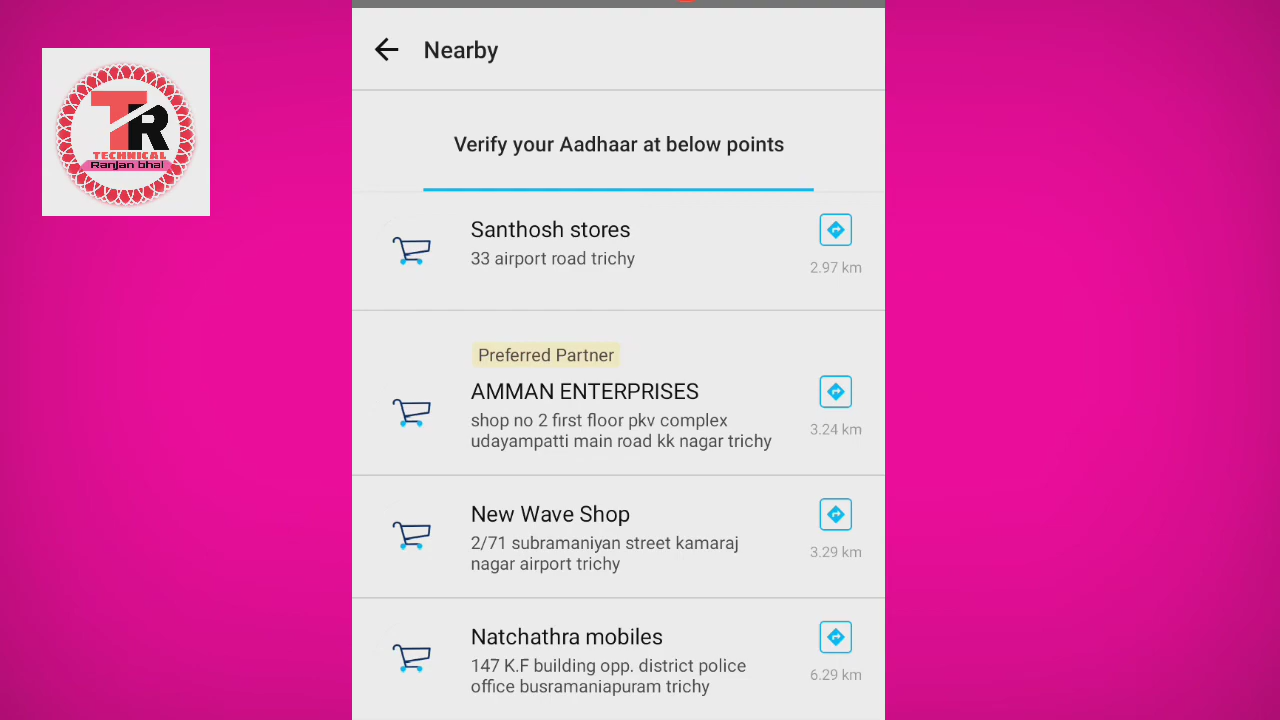 TR
TECHNICAL
Ranjan bhai
Nearby
Verify your Aadhaar at below points
Santhosh stores
33 airport road trichy
2.97 km
Preferred Partner
AMMAN ENTERPRISES
shop no 2 first floor pkv complex
udayampatti main road kk nagar trichy
3.24 km
New Wave Shop
2/71 subramaniyan street kamaraj
nagar airport trichy
3.29 km
Natchathra mobiles
147 K.F building opp. district police
office busramaniapuram trichy
6.29 km